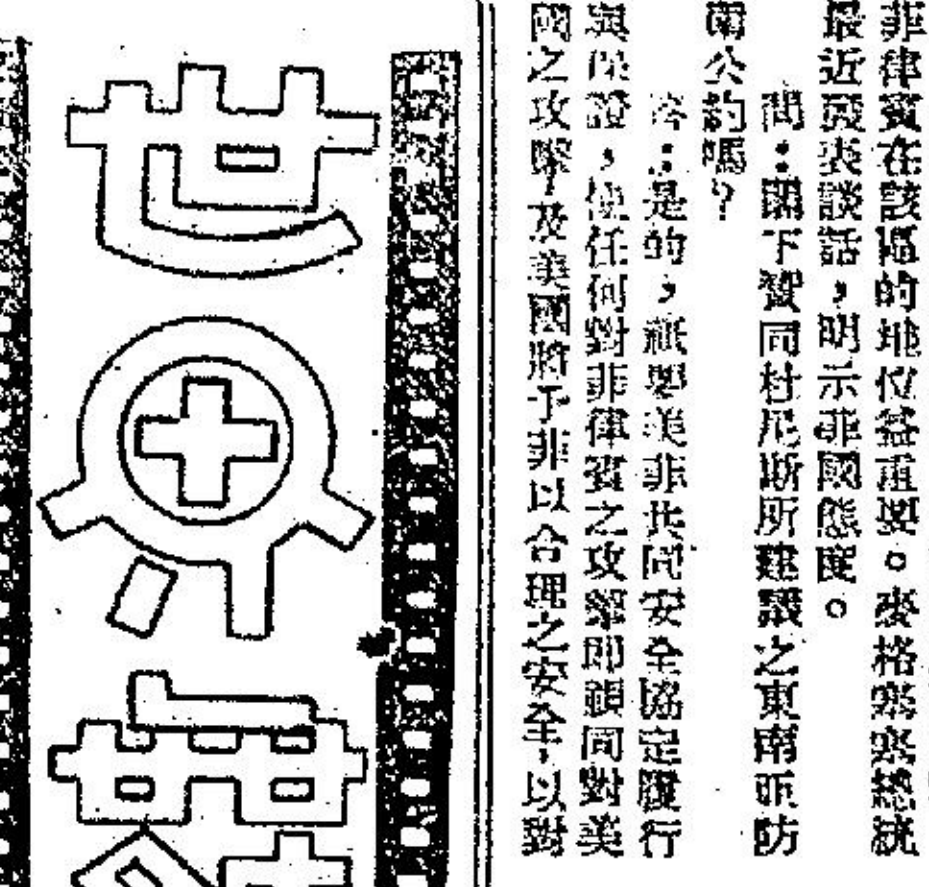 菲律賓在該區的地位益重要。麥格塞塞總統
最近發表談話,明示菲國態度。
問:閣下贊同杜尼斯所建議之東南亞防
衛公約嗎?
答:是的,祇要美菲共同安全協定履行
與保證,使任何對菲律賓之攻擊即視同對美
國之攻擊,及美國將予菲以合理之安全,以對
世界